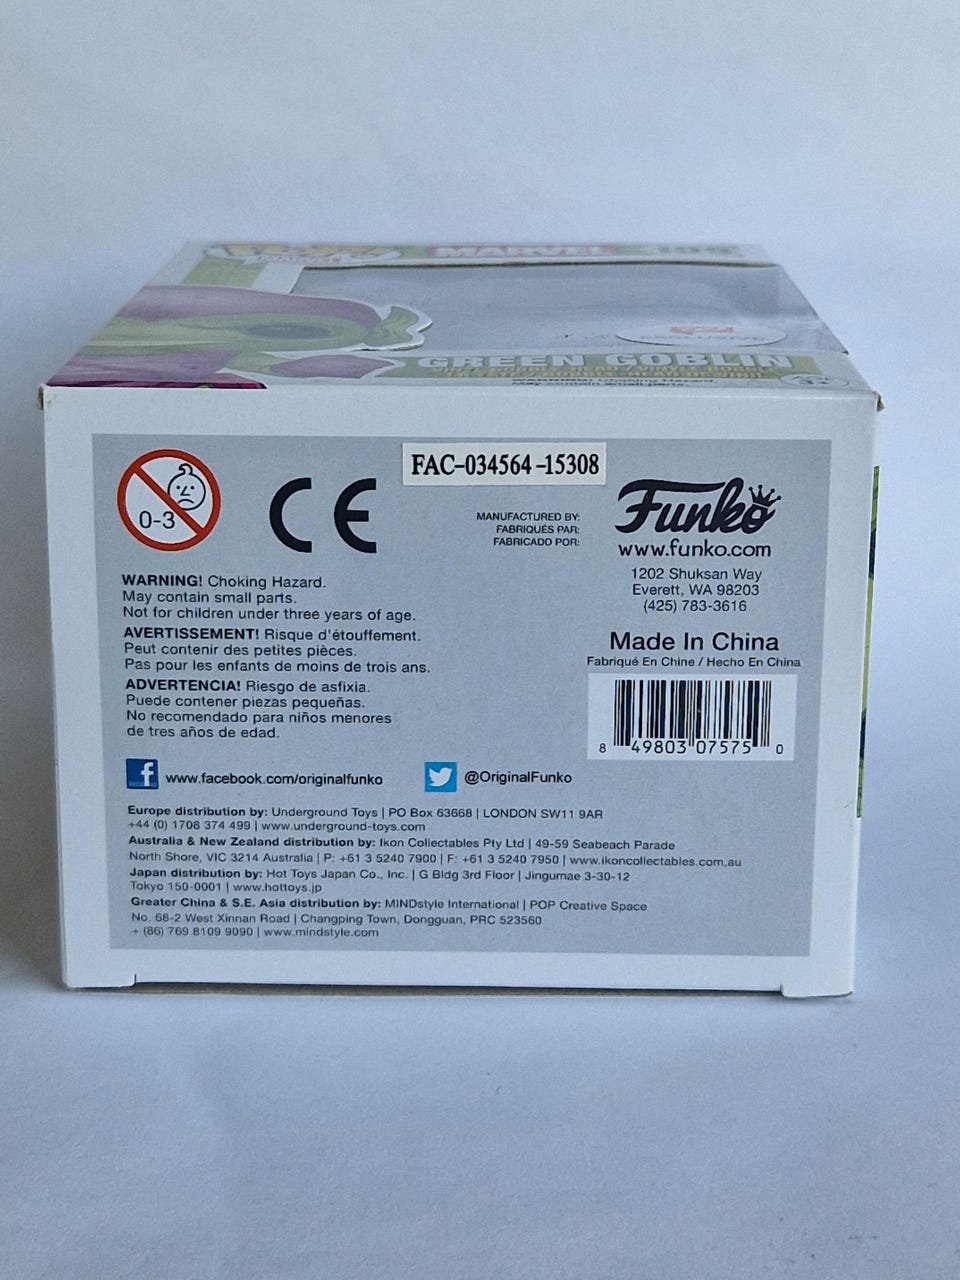 MARVEL
GREEN GOBLIN
WARNING! Choking Hazard.
May contain small parts.
3+
FAC-034564-15308
0-3
CE
MANUFACTURED BY:
FABRIQUÉS PAR:
FABRICADO POR:
Funko
www.funko.com
1202 Shuksan Way
Everett, WA 98203
(425) 783-3616
Made In China
Fabriqué En Chine / Hecho En China
8 49803 07575 0
WARNING! Choking Hazard.
May contain small parts.
Not for children under three years of age.
AVERTISSEMENT! Risque d'étouffement.
Peut contenir des petites pièces.
Pas pour les enfants de moins de trois ans.
ADVERTENCIA! Riesgo de asfixia.
Puede contener piezas pequeñas.
No recomendado para niños menores
de tres años de edad.
f www.facebook.com/originalfunko
@OriginalFunko
Europe distribution by: Underground Toys | PO Box 63668 | LONDON SW11 9AR
+44 (0) 1708 374 499 | www.underground-toys.com
Australia & New Zealand distribution by: Ikon Collectables Pty Ltd | 49-59 Seabeach Parade
North Shore, VIC 3214 Australia | P: +61 3 5240 7900 | F: +61 3 5240 7950 | www.ikoncollectables.com.au
Japan distribution by: Hot Toys Japan Co., Inc. | G Bldg 3rd Floor | Jingumae 3-30-12
Tokyo 150-0001 | www.hottoys.jp
Greater China & S.E. Asia distribution by: MINDstyle International | POP Creative Space
No. 68-2 West Xinnan Road | Changping Town, Dongguan, PRC 523560
+ (86) 769 8109 9090 | www.mindstyle.com